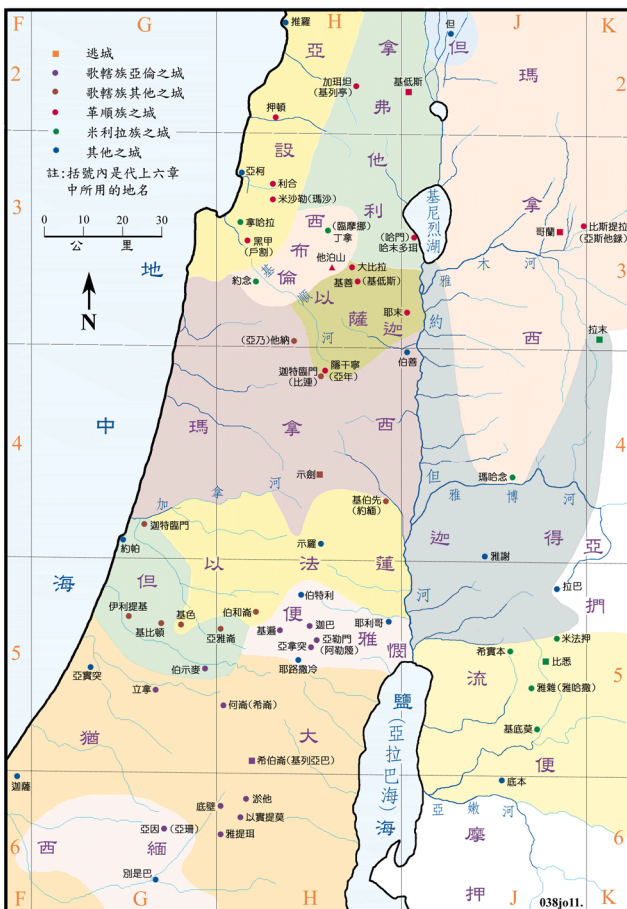 F G H J K
推羅
但
亞
拿
但
瑪
2
逃城
歌轄族亞倫之城
歌轄族其他之城
革順族之城
米利拉族之城
其他之城
註:括號內是代上六章
中所用的地名
0 10 20 30
公 里
N
加珥坦
(基列亭)
基低斯
弗
押頓
設
他
亞柯
利合
米沙勒(瑪沙)
利
基尼烈湖
拿
3
拿哈拉
黑甲
(戶割)
西
(臨摩挪)
丁拿
(哈門)
哈末多珥
哥蘭
比斯提拉
(亞斯他錄)
布
他泊山
大比拉
地
約念
基
倫
以
基善(基低斯)
雅
木
河
順
薩
迦
耶末
約
西
河
(亞乃)他納
拉末
伯善
隱干寧
(亞年)
迦特臨門
(比連)
中
瑪
拿
西
4
但
瑪哈念
示劍
加
拿
河
雅
博
河
基伯先
(約緬)
迦特臨門
迦
得
亞
約帕
示羅
雅謝
以
法
蓮
捫
海
但
河
伯特利
拉巴
伊利提基
基色
伯和崙
便
迦巴
耶利哥
基比頓
亞雅崙
基遍
亞勒門
(阿勒篾)
雅
憫
米法押
亞拿突
5
希實本
耶路撒冷
比悉
亞實突
伯示麥
流
立拿
雅雜(雅哈撒)
何崙(希崙)
鹽
(亞拉巴海)
海
猶
大
基底莫
便
希伯崙(基列亞巴)
迦薩
底本
淤他
底壁
亞
嫩
河
以實提莫
摩
亞因(亞珊)
雅提珥
西
緬
6
押
別是巴
F G H J K
038jo11.